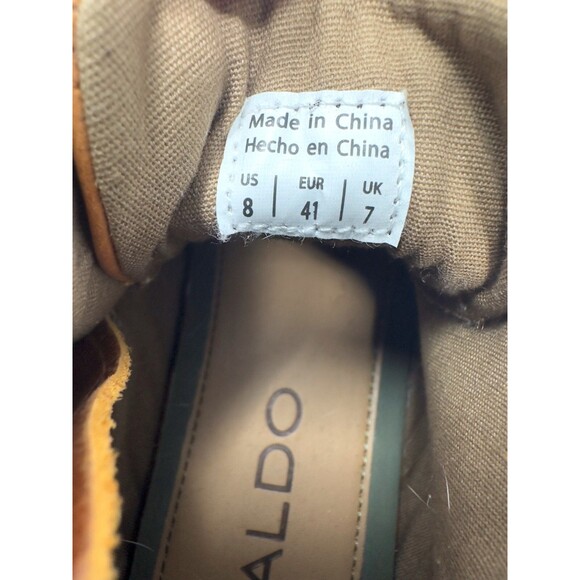 Made in China
Hecho en China
US EUR UK
8 41 7
ALDO